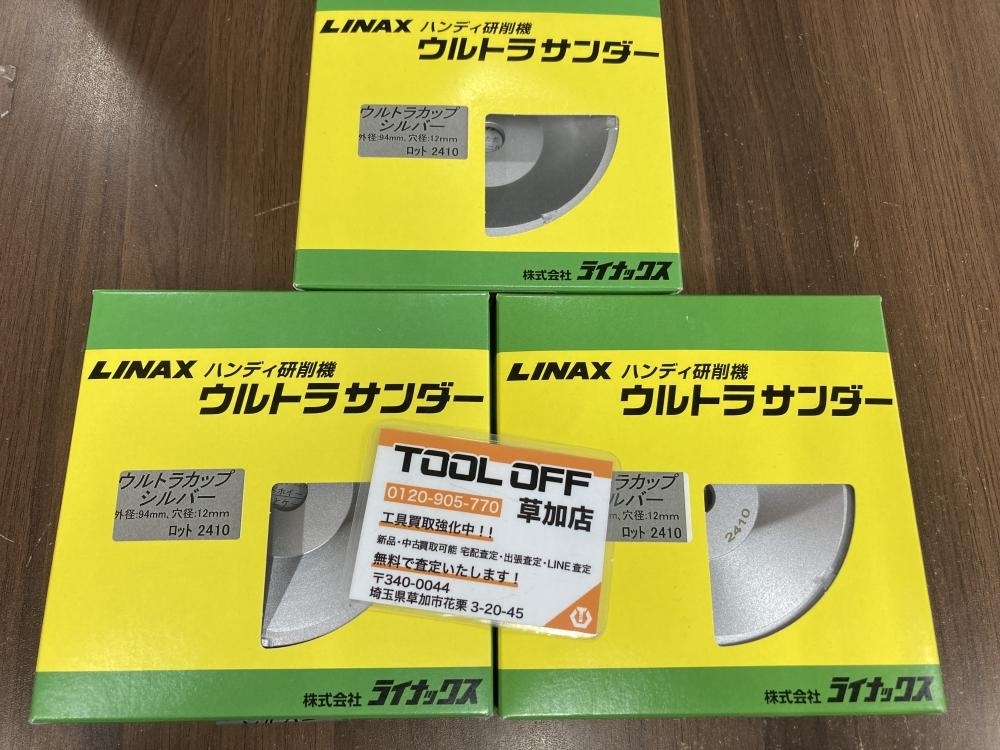 LINAX ハンディ研削機
ウルトラサンダー
ウルトラカップ
シルバー
外径:94mm、穴径:12mm
ロット 2410
株式会社 ライナックス
LINAX ハンディ研削機
ウルトラサンダー
ウルトラカップ
シルバー
外径:94mm、穴径:12mm
ロット 2410
株式会社 ライナックス
LINAX ハンディ研削機
ウルトラサンダー
ルトラカップ
シルバー
穴径:12mm
ロット 2410
2410
株式会社 ライナックス
TOOL OFF
0120-905-770 草加店
工具買取強化中!!
新品・中古買取可能 宅配査定・出張査定・LINE査定
無料で査定いたします!
〒340-0044
埼玉県草加市花栗 3-20-45